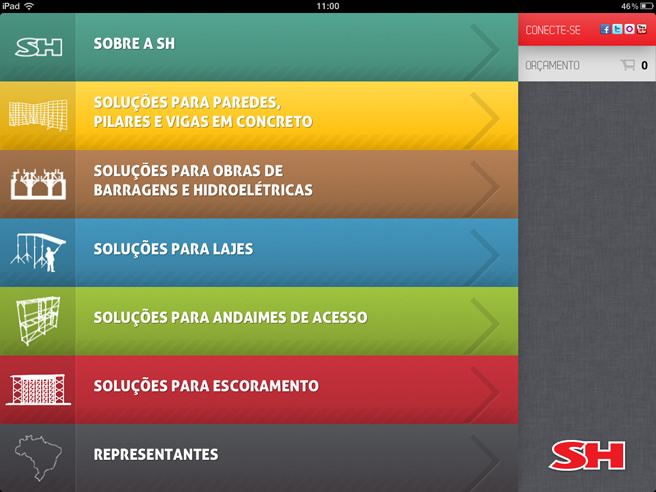 iPad
11:00
46%
SH
SOBRE A SH
SOLUÇÕES PARA PAREDES,
PILARES E VIGAS EM CONCRETO
SOLUÇÕES PARA OBRAS DE
BARRAGENS E HIDROELÉTRICAS
SOLUÇÕES PARA LAJES
SOLUÇÕES PARA ANDAIMES DE ACESSO
SOLUÇÕES PARA ESCORAMENTO
REPRESENTANTES
CONECTE-SE
ORÇAMENTO
0
SH